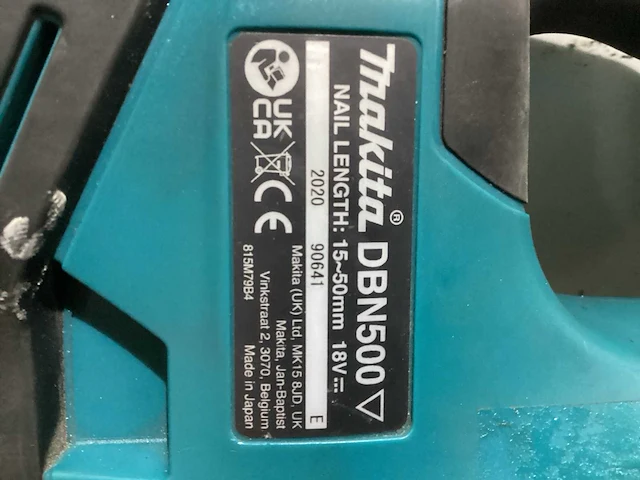 makita® DBN500
NAIL LENGTH: 15~50mm 18V
2020 90641 E
UK
CA
CE
Makita (UK) Ltd, MK15 8JD, UK
Makita, Jan-Baptist
Vinkstraat 2, 3070, Belgium
815M79B4 Made in Japan